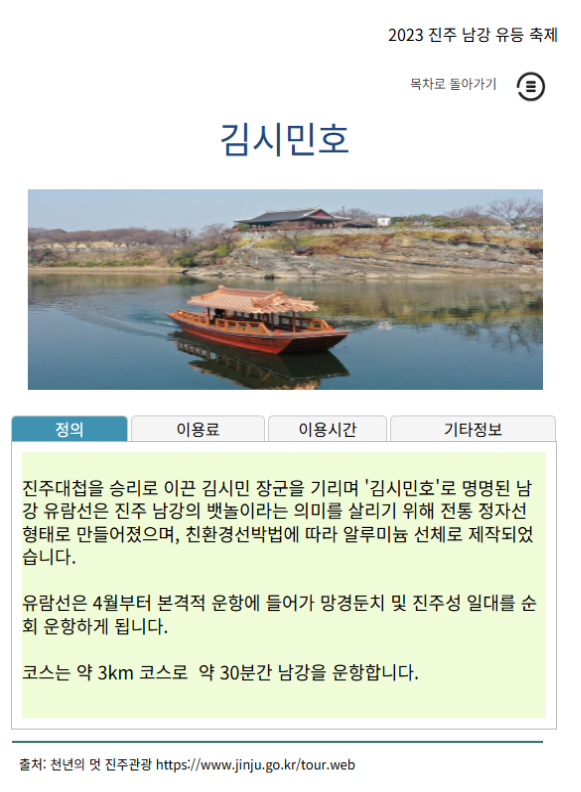 2023 진주 남강 유등 축제
목차로 돌아가기
김시민호
정의
이용료
이용시간
기타정보
진주대첩을 승리로 이끈 김시민 장군을 기리며 '김시민호'로 명명된 남
강 유람선은 진주 남강의 뱃놀이라는 의미를 살리기 위해 전통 정자선
형태로 만들어졌으며, 친환경선박법에 따라 알루미늄 선체로 제작되었
습니다.
유람선은 4월부터 본격적 운항에 들어가 망경둔치 및 진주성 일대를 순
회 운항하게 됩니다.
코스는 약 3km 코스로  약 30분간 남강을 운항합니다.
출처: 천년의 멋 진주관광 https://www.jinju.go.kr/tour.web